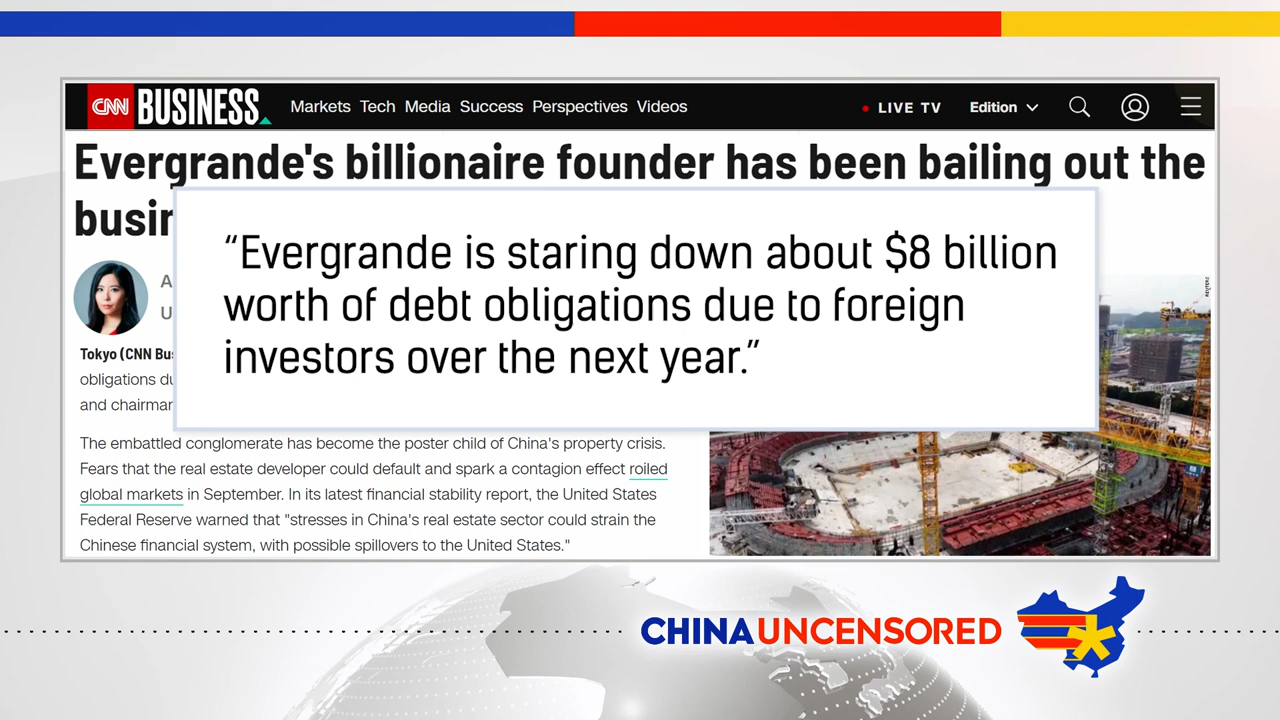 CNN BUSINESS Markets Tech Media Success Perspectives Videos LIVE TV Edition
Evergrande's billionaire founder has been bailing out the
“Evergrande is staring down about $8 billion
worth of debt obligations due to foreign
investors over the next year.”
REUTERS
Tokyo (CNN
obligations
and
The embattled conglomerate has become the poster child of China's property crisis.
Fears that the real estate developer could default and spark a contagion effect roiled
global markets in September. In its latest financial stability report, the United States
Federal Reserve warned that "stresses in China's real estate sector could strain the
Chinese financial system, with possible spillovers to the United States."
CHINA UNCENSORED